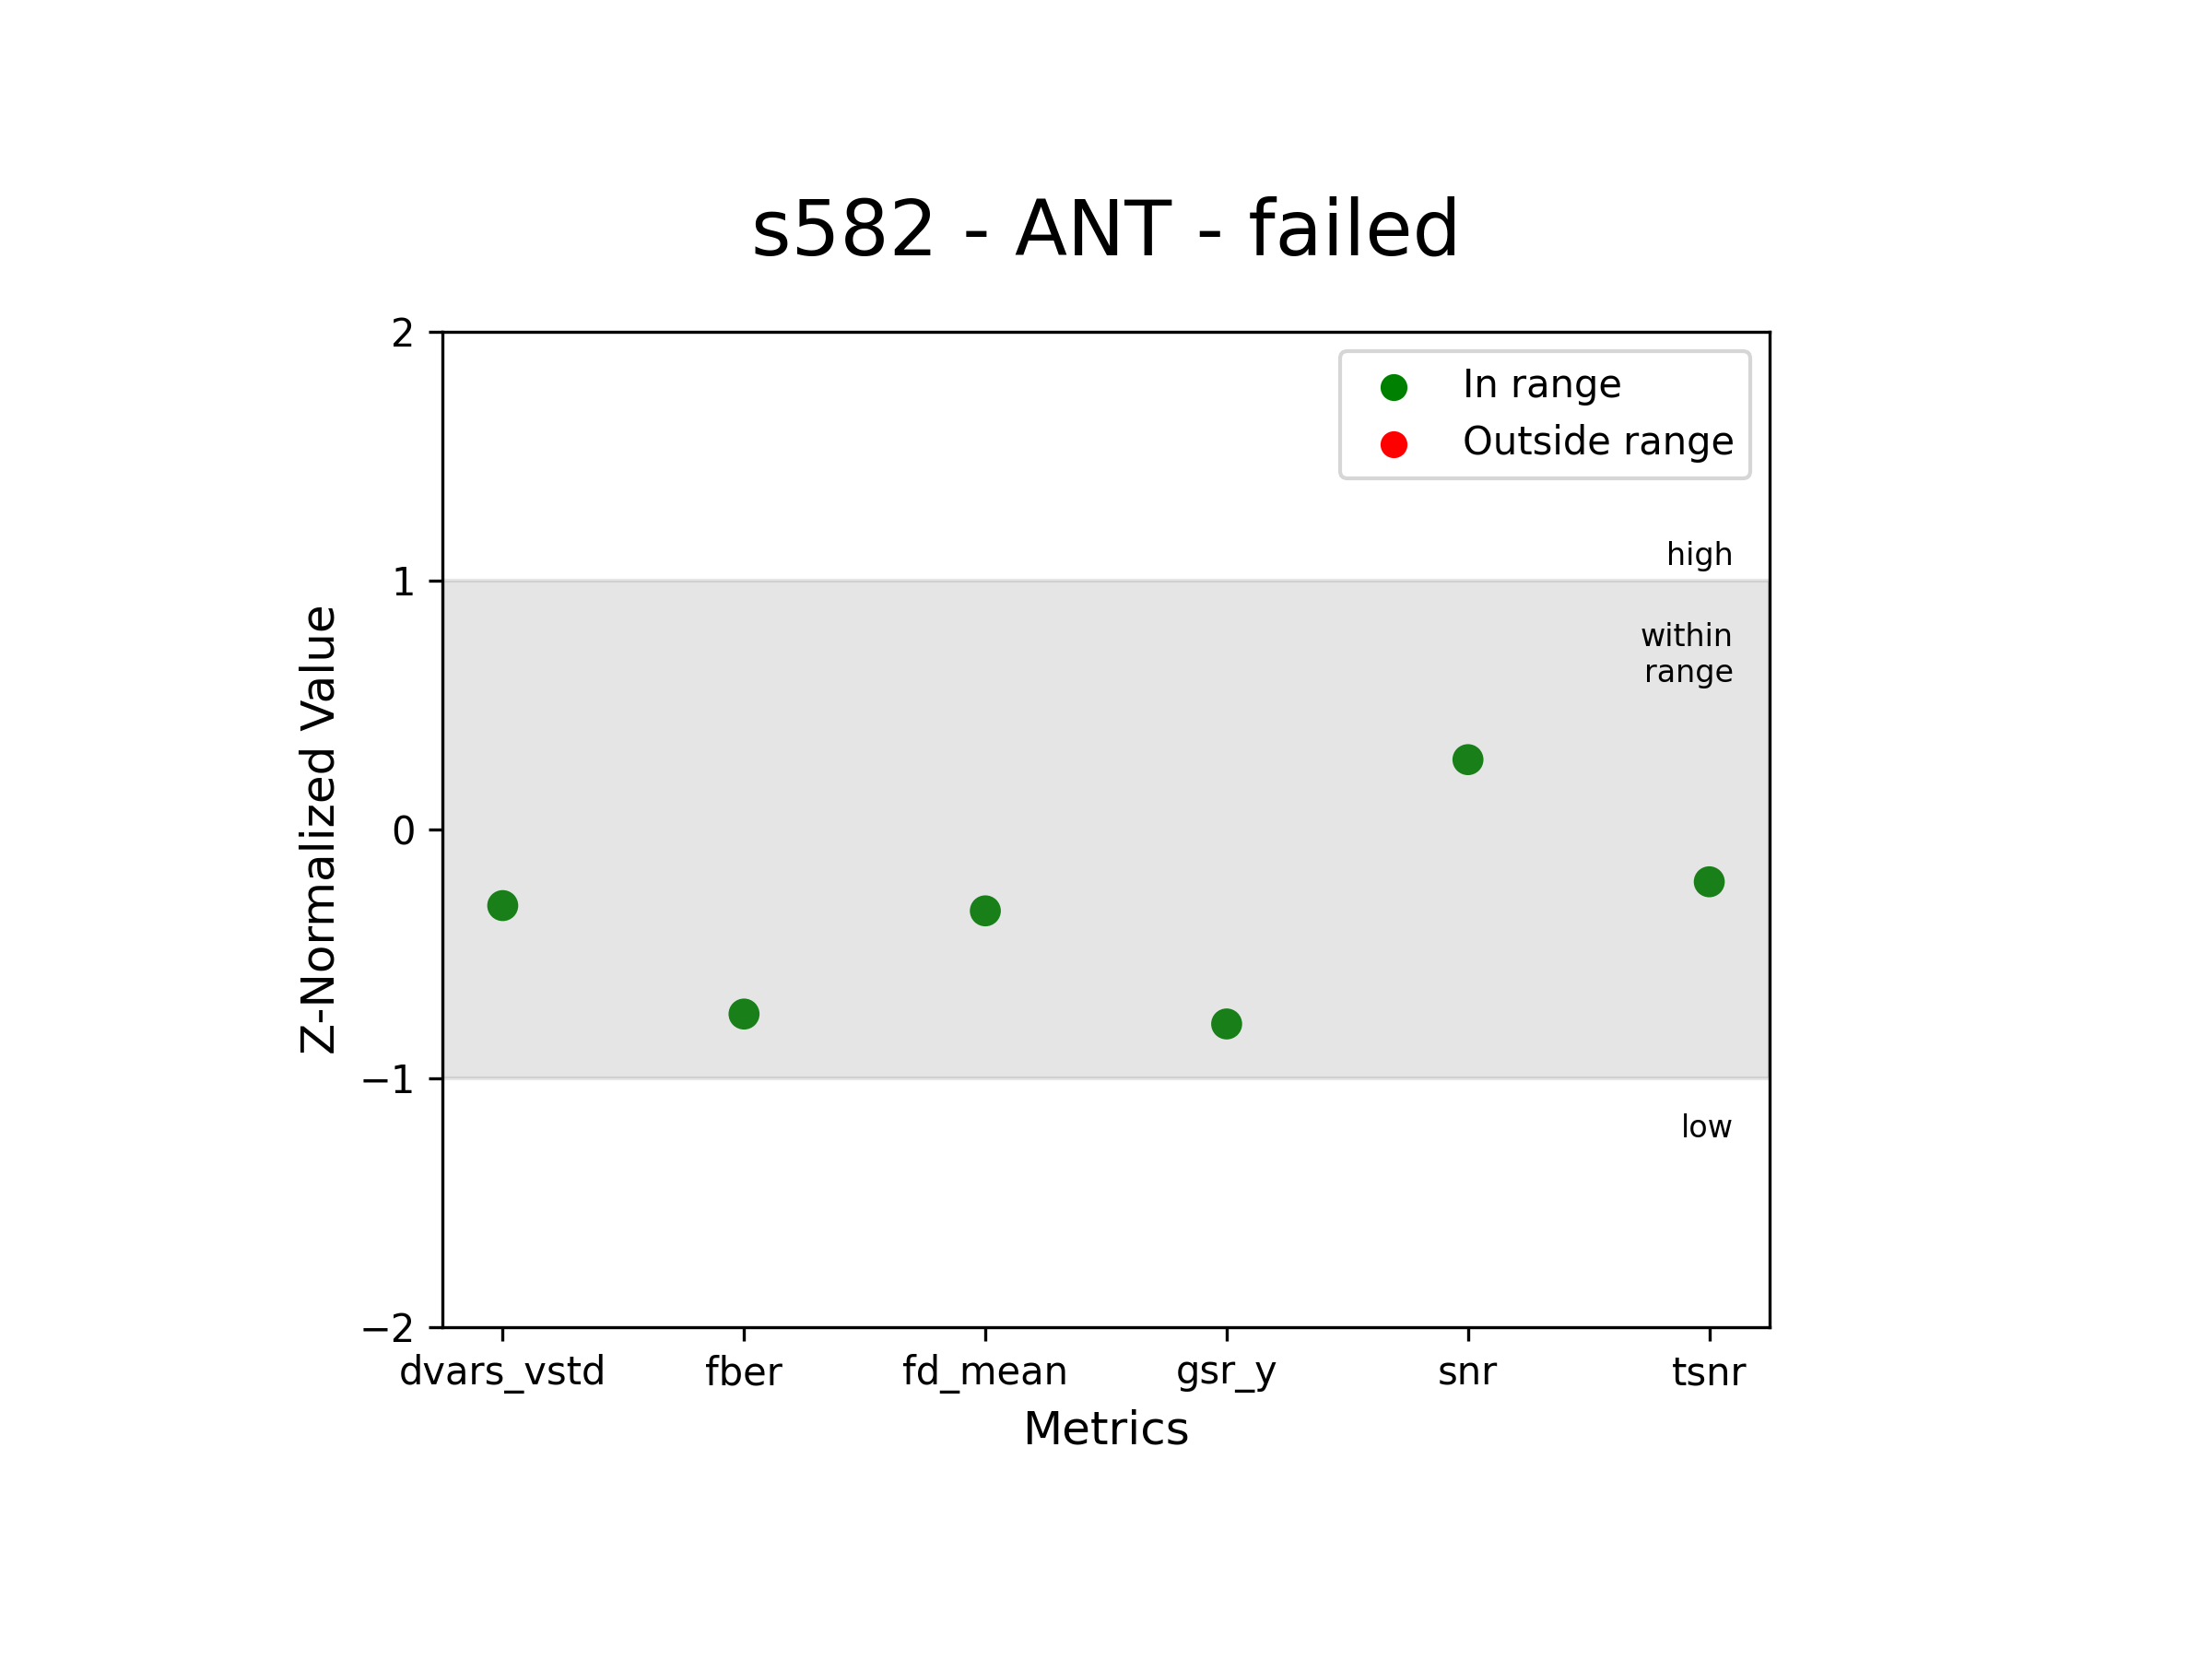 s582 - ANT - failed
2
In range
Outside range
high
1
within
range
Z-Normalized Value
0
−1
low
−2
dvars_vstd fber fd_mean gsr_y snr tsnr
Metrics